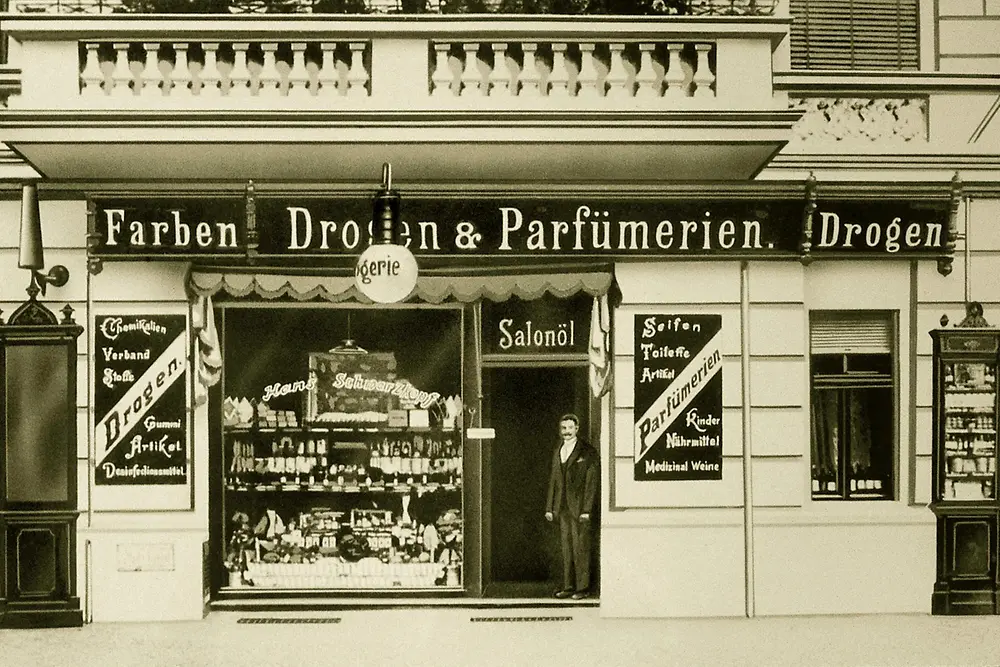 Farben Drogen & Parfümerien. Drogen
ogerie
Salonöl
Chemikalien
Verband
Stoffe
Drogen.
Gummi
Artikel
Desinfectionsmittel.
Hans Schwarzkopf
Seifen
Toilette
Artikel
Parfümerien
Kinder
Nährmittel
Medizinal Weine